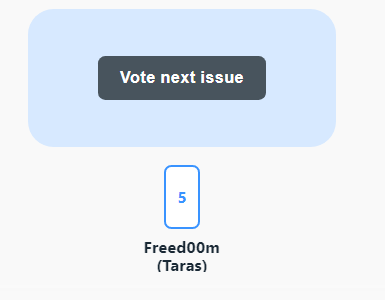 Vote next issue
5
Freed00m
(Taras)